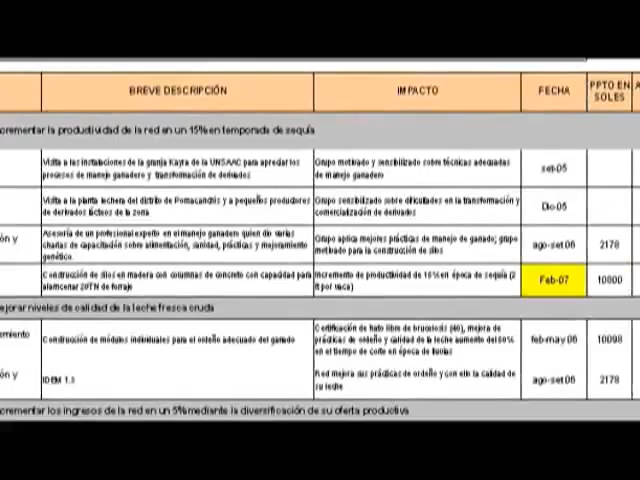 BREVE DESCRIPCIÓN IMPACTO FECHA PPTO EN SOLES A
crementar la productividad de la red en un 15% en temporada de sequía
Visita a las instalaciones de la granja Kayra de la UNSAAC para apreciar los
procesos de manejo ganadero y transformación de derivados
Grupo motivado y sensibilizado sobre técnicas adecuadas
de manejo ganadero
set-05
Visita a la planta lechera del distrito de Pomacanchis y a pequeños productores
de derivados lácteos de la zona
Grupo sensibilizado sobre dificultades en la transformación y
comercialización de derivados
Dic-05
ón y
Asesoría de un profesional experto en el manejo ganadero quien dio varias
charlas de capacitación sobre alimentación, sanidad, prácticas y mejoramiento
genético.
Grupo aplica mejores prácticas de manejo de ganado; grupo
motivado para la construcción de silos
ago-set 06
2178
Construcción de silos en madera con columnas de concreto con capacidad para
almacenar 20TN de forraje
Incremento de productividad de 15% en época de sequía (2
lt por vaca)
Feb-07
10000
ejorar niveles de calidad de la leche fresca cruda
amiento
Construcción de módulos individuales para el ordeño adecuado del ganado
Certificación de hato libre de brucelosis (40), mejora de
prácticas de ordeño y calidad de la leche aumento del 50%
en el tiempo de corte en época de lluvias
feb-may 06
10098
ón y
IDEM 1.3
Red mejora sus prácticas de ordeño y con ello la calidad de
su leche
ago-set 06
2178
crementar los ingresos de la red en un 5% mediante la diversificación de su oferta productiva